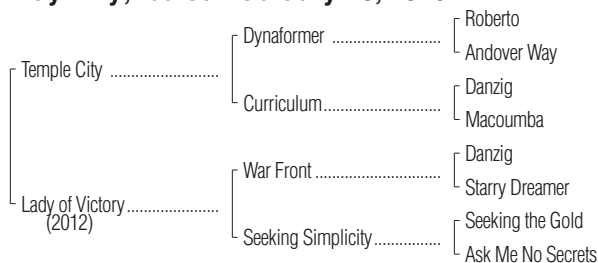 Roberto
Dynaformer
Andover Way
Temple City
Danzig
Curriculum
Macoumba
Danzig
War Front
Starry Dreamer
Lady of Victory
(2012)
Seeking the Gold
Seeking Simplicity
Ask Me No Secrets